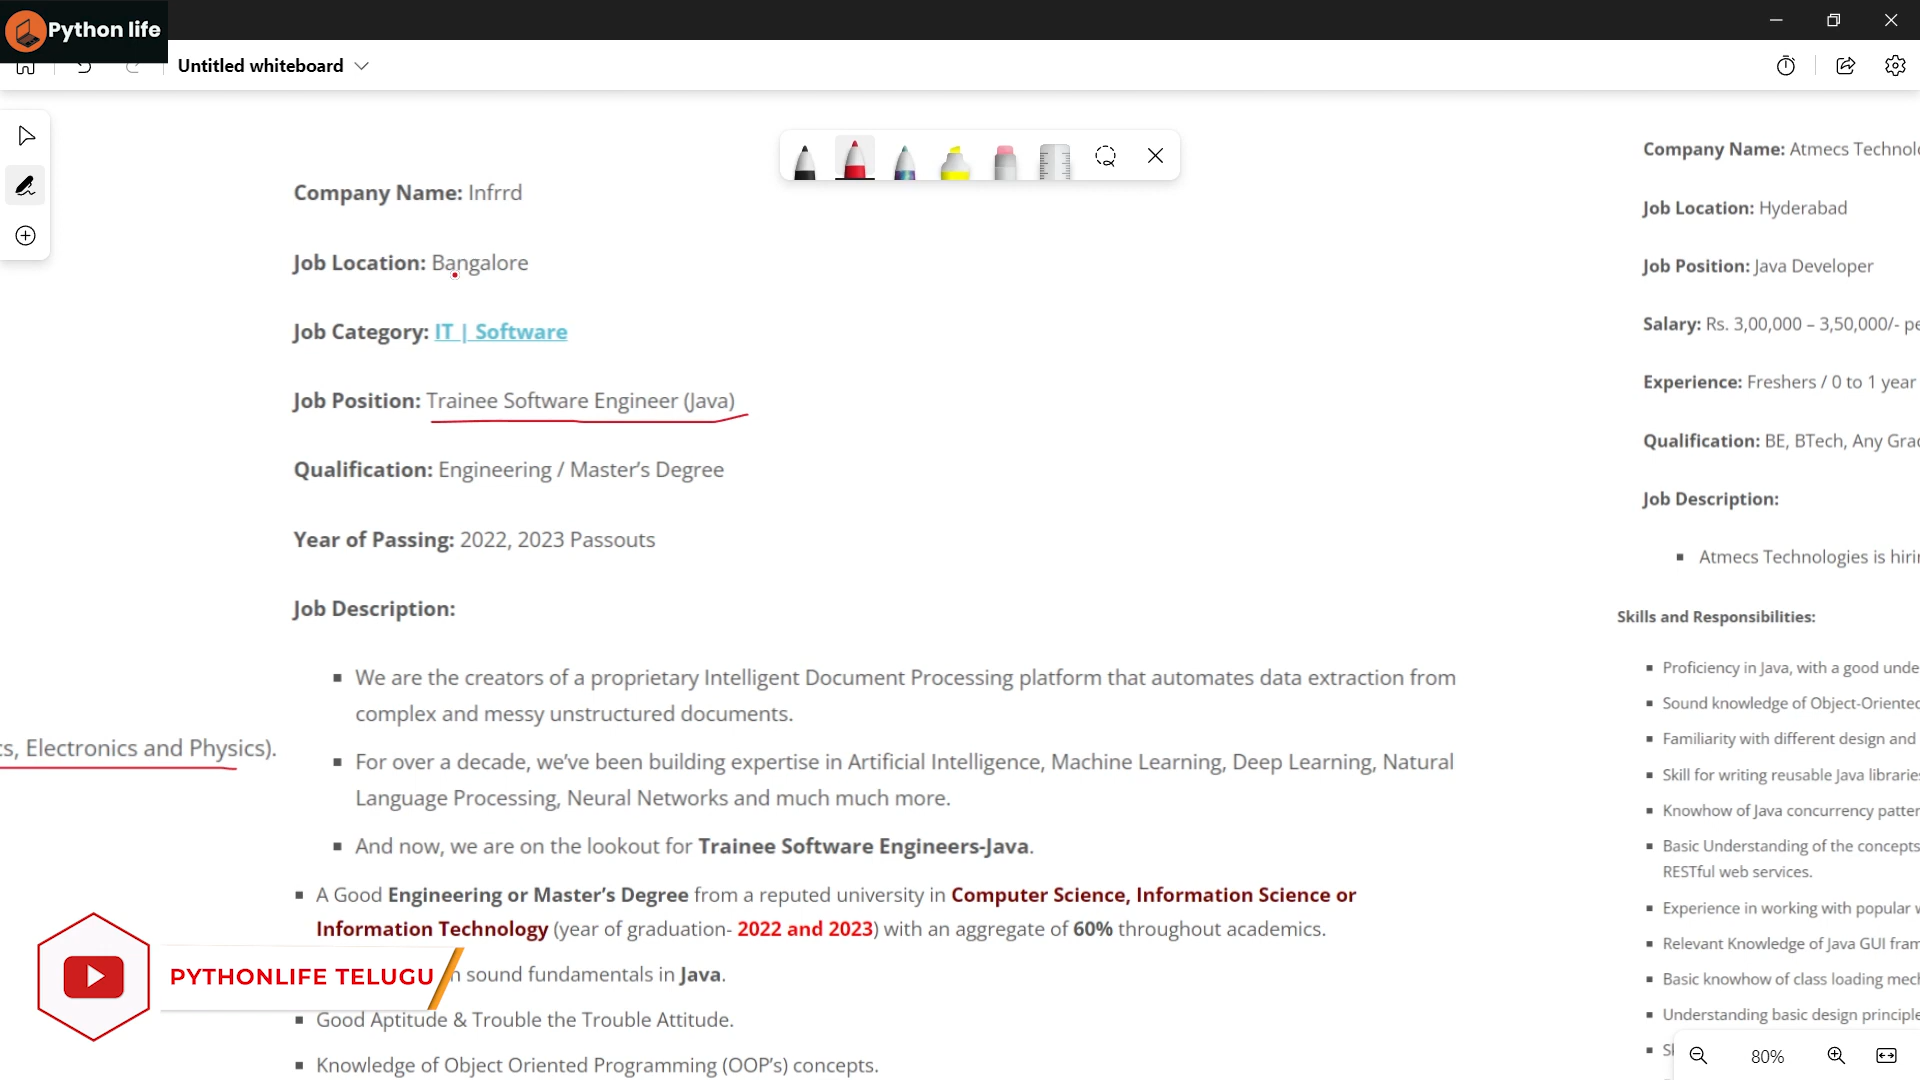 Python life
Untitled whiteboard
Company Name: Infrrd
Job Location: Bangalore
Job Category: IT | Software
Job Position: Trainee Software Engineer (Java)
Qualification: Engineering / Master's Degree
Year of Passing: 2022, 2023 Passouts
Job Description:
We are the creators of a proprietary Intelligent Document Processing platform that automates data extraction from
complex and messy unstructured documents.
For over a decade, we've been building expertise in Artificial Intelligence, Machine Learning, Deep Learning, Natural
Language Processing, Neural Networks and much much more.
And now, we are on the lookout for Trainee Software Engineers-Java.
A Good Engineering or Master's Degree from a reputed university in Computer Science, Information Science or
Information Technology (year of graduation- 2022 and 2023) with an aggregate of 60% throughout academics.
sound fundamentals in Java.
Good Aptitude & Trouble the Trouble Attitude.
Knowledge of Object Oriented Programming (OOP's) concepts.
cs, Electronics and Physics).
PYTHONLIFE TELUGU
Company Name: Atmecs Technol
Job Location: Hyderabad
Job Position: Java Developer
Salary: Rs. 3,00,000 – 3,50,000/- pe
Experience: Freshers / 0 to 1 year
Qualification: BE, BTech, Any Grad
Job Description:
Atmecs Technologies is hirin
Skills and Responsibilities:
Proficiency in Java, with a good unde
Sound knowledge of Object-Oriented
Familiarity with different design and
Skill for writing reusable Java libraries
Knowhow of Java concurrency patter
Basic Understanding of the concepts
RESTful web services.
Experience in working with popular w
Relevant Knowledge of Java GUI fram
Basic knowhow of class loading mech
Understanding basic design principle
80%